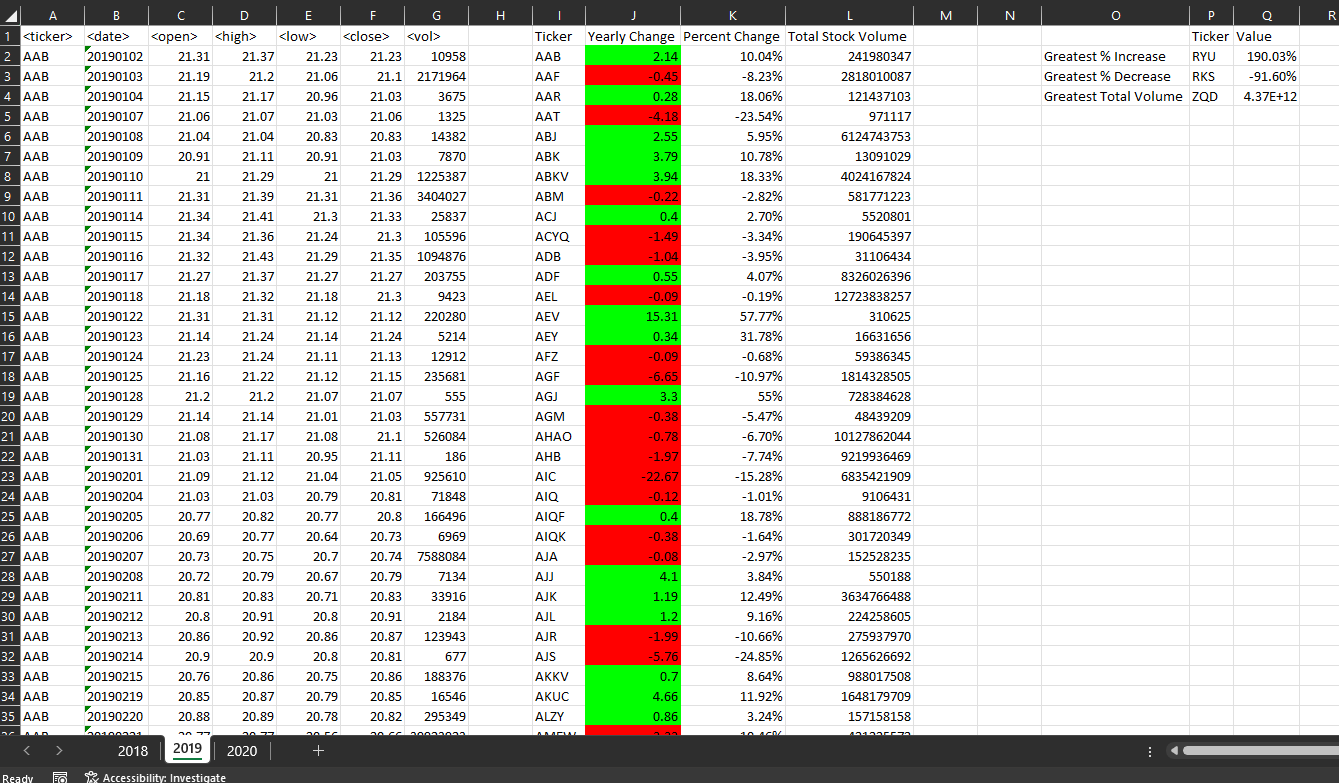 A B C D E F G H I J K L M N O P Q R
1 <ticker> <date> <open> <high> <low> <close> <vol> Ticker Yearly Change Percent Change Total Stock Volume Ticker Value
2 AAB 20190102 21.31 21.37 21.23 21.23 10958 AAB 2.14 10.04% 241980347 Greatest % Increase RYU 190.03%
3 AAB 20190103 21.19 21.2 21.06 21.1 2171964 AAF -0.45 -8.23% 2818010087 Greatest % Decrease RKS -91.60%
4 AAB 20190104 21.15 21.17 20.96 21.03 3675 AAR 0.28 18.06% 121437103 Greatest Total Volume ZQD 4.37E+12
5 AAB 20190107 21.06 21.07 21.03 21.06 1325 AAT -4.18 -23.54% 971117
6 AAB 20190108 21.04 21.04 20.83 20.83 14382 ABJ 2.55 5.95% 6124743753
7 AAB 20190109 20.91 21.11 20.91 21.03 7870 ABK 3.79 10.78% 13091029
8 AAB 20190110 21 21.29 21 21.29 1225387 ABKV 3.94 18.33% 4024167824
9 AAB 20190111 21.31 21.39 21.31 21.36 3404027 ABM -0.22 -2.82% 581771223
10 AAB 20190114 21.34 21.41 21.3 21.33 25837 ACJ 0.4 2.70% 5520801
11 AAB 20190115 21.34 21.36 21.24 21.3 105596 ACYQ -1.49 -3.34% 190645397
12 AAB 20190116 21.32 21.43 21.29 21.35 1094876 ADB -1.04 -3.95% 31106434
13 AAB 20190117 21.27 21.37 21.27 21.27 203755 ADF 0.55 4.07% 8326026396
14 AAB 20190118 21.18 21.32 21.18 21.3 9423 AEL -0.09 -0.19% 12723838257
15 AAB 20190122 21.31 21.31 21.12 21.12 220280 AEV 15.31 57.77% 310625
16 AAB 20190123 21.14 21.24 21.14 21.24 5214 AEY 0.34 31.78% 16631656
17 AAB 20190124 21.23 21.24 21.11 21.13 12912 AFZ -0.09 -0.68% 59386345
18 AAB 20190125 21.16 21.22 21.12 21.15 235681 AGF -6.65 -10.97% 1814328505
19 AAB 20190128 21.2 21.2 21.07 21.07 555 AGJ 3.3 55% 728384628
20 AAB 20190129 21.14 21.14 21.01 21.03 557731 AGM -0.38 -5.47% 48439209
21 AAB 20190130 21.08 21.17 21.08 21.1 526084 AHAO -0.78 -6.70% 10127862044
22 AAB 20190131 21.03 21.11 20.95 21.11 186 AHB -1.97 -7.74% 9219936469
23 AAB 20190201 21.09 21.12 21.04 21.05 925610 AIC -22.67 -15.28% 6835421909
24 AAB 20190204 21.03 21.03 20.79 20.81 71848 AIQ -0.12 -1.01% 9106431
25 AAB 20190205 20.77 20.82 20.77 20.8 166496 AIQF 0.4 18.78% 888186772
26 AAB 20190206 20.69 20.77 20.64 20.73 6969 AIQK -0.38 -1.64% 301720349
27 AAB 20190207 20.73 20.75 20.7 20.74 7588084 AJA -0.08 -2.97% 152528235
28 AAB 20190208 20.72 20.79 20.67 20.79 7134 AJJ 4.1 3.84% 550188
29 AAB 20190211 20.81 20.83 20.71 20.83 33916 AJK 1.19 12.49% 3634766488
30 AAB 20190212 20.8 20.91 20.8 20.91 2184 AJL 1.2 9.16% 224258605
31 AAB 20190213 20.86 20.92 20.86 20.87 123943 AJR -1.99 -10.66% 275937970
32 AAB 20190214 20.9 20.9 20.8 20.81 677 AJS -5.76 -24.85% 1265626692
33 AAB 20190215 20.76 20.86 20.75 20.86 188376 AKKV 0.7 8.64% 988017508
34 AAB 20190219 20.85 20.87 20.79 20.85 16546 AKUC 4.66 11.92% 1648179709
35 AAB 20190220 20.88 20.89 20.78 20.82 295349 ALZY 0.86 3.24% 157158158
2018 2019 2020
Ready Accessibility: Investigate